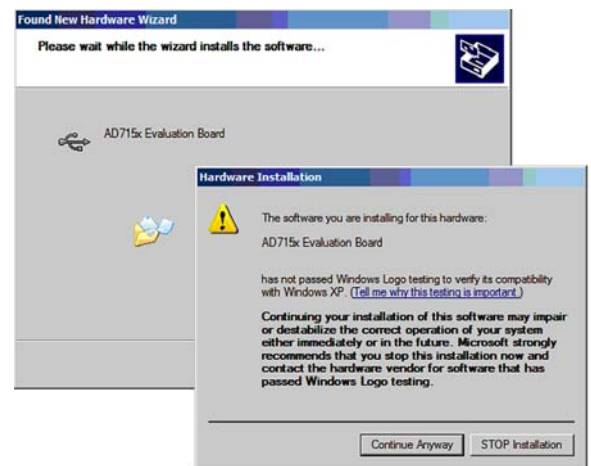 Found New Hardware Wizard
Please wait while the wizard installs the software...
AD715x Evaluation Board
Hardware Installation
The software you are installing for this hardware:
AD715x Evaluation Board
has not passed Windows Logo testing to verify its compatibility
with Windows XP. (Tell me why this testing is important.)
Continuing your installation of this software may impair
or destabilize the correct operation of your system
either immediately or in the future. Microsoft strongly
recommends that you stop this installation now and
contact the hardware vendor for software that has
passed Windows Logo testing.
Continue Anyway
STOP Installation